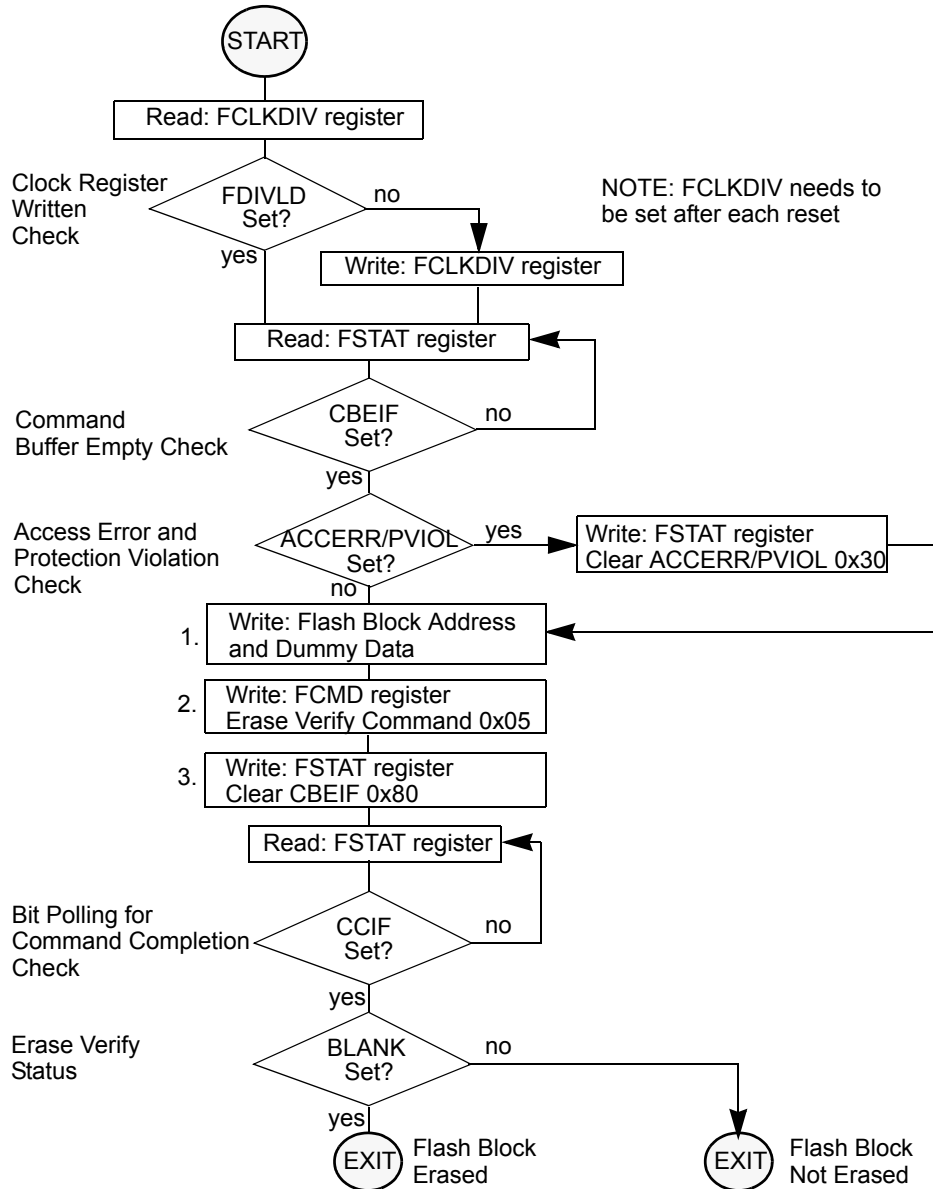 START
Read: FCLKDIV register
Clock Register
Written
Check
FDIVLD
Set?
no
yes
NOTE: FCLKDIV needs to
be set after each reset
Write: FCLKDIV register
Read: FSTAT register
Command
Buffer Empty Check
CBEIF
Set?
no
yes
Access Error and
Protection Violation
Check
ACCERR/PVIOL
Set?
yes
no
Write: FSTAT register
Clear ACCERR/PVIOL 0x30
1.
Write: Flash Block Address
and Dummy Data
2.
Write: FCMD register
Erase Verify Command 0x05
3.
Write: FSTAT register
Clear CBEIF 0x80
Read: FSTAT register
Bit Polling for
Command Completion
Check
CCIF
Set?
no
yes
Erase Verify
Status
BLANK
Set?
no
yes
EXIT
Flash Block
Erased
EXIT
Flash Block
Not Erased